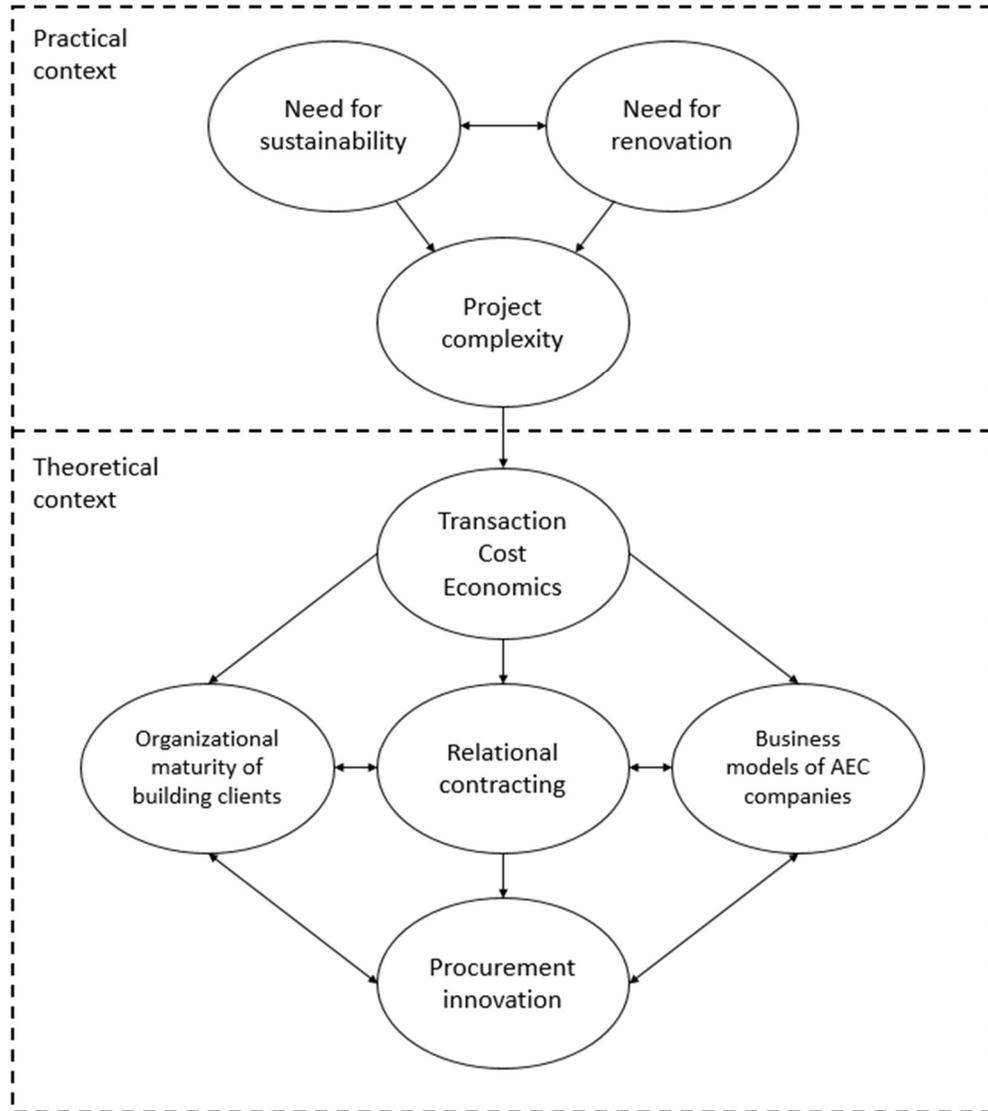 Practical
context
Need for
sustainability
Need for
renovation
Project
complexity
Theoretical
context
Transaction
Cost
Economics
Organizational
maturity of
building clients
Relational
contracting
Business
models of AEC
companies
Procurement
innovation